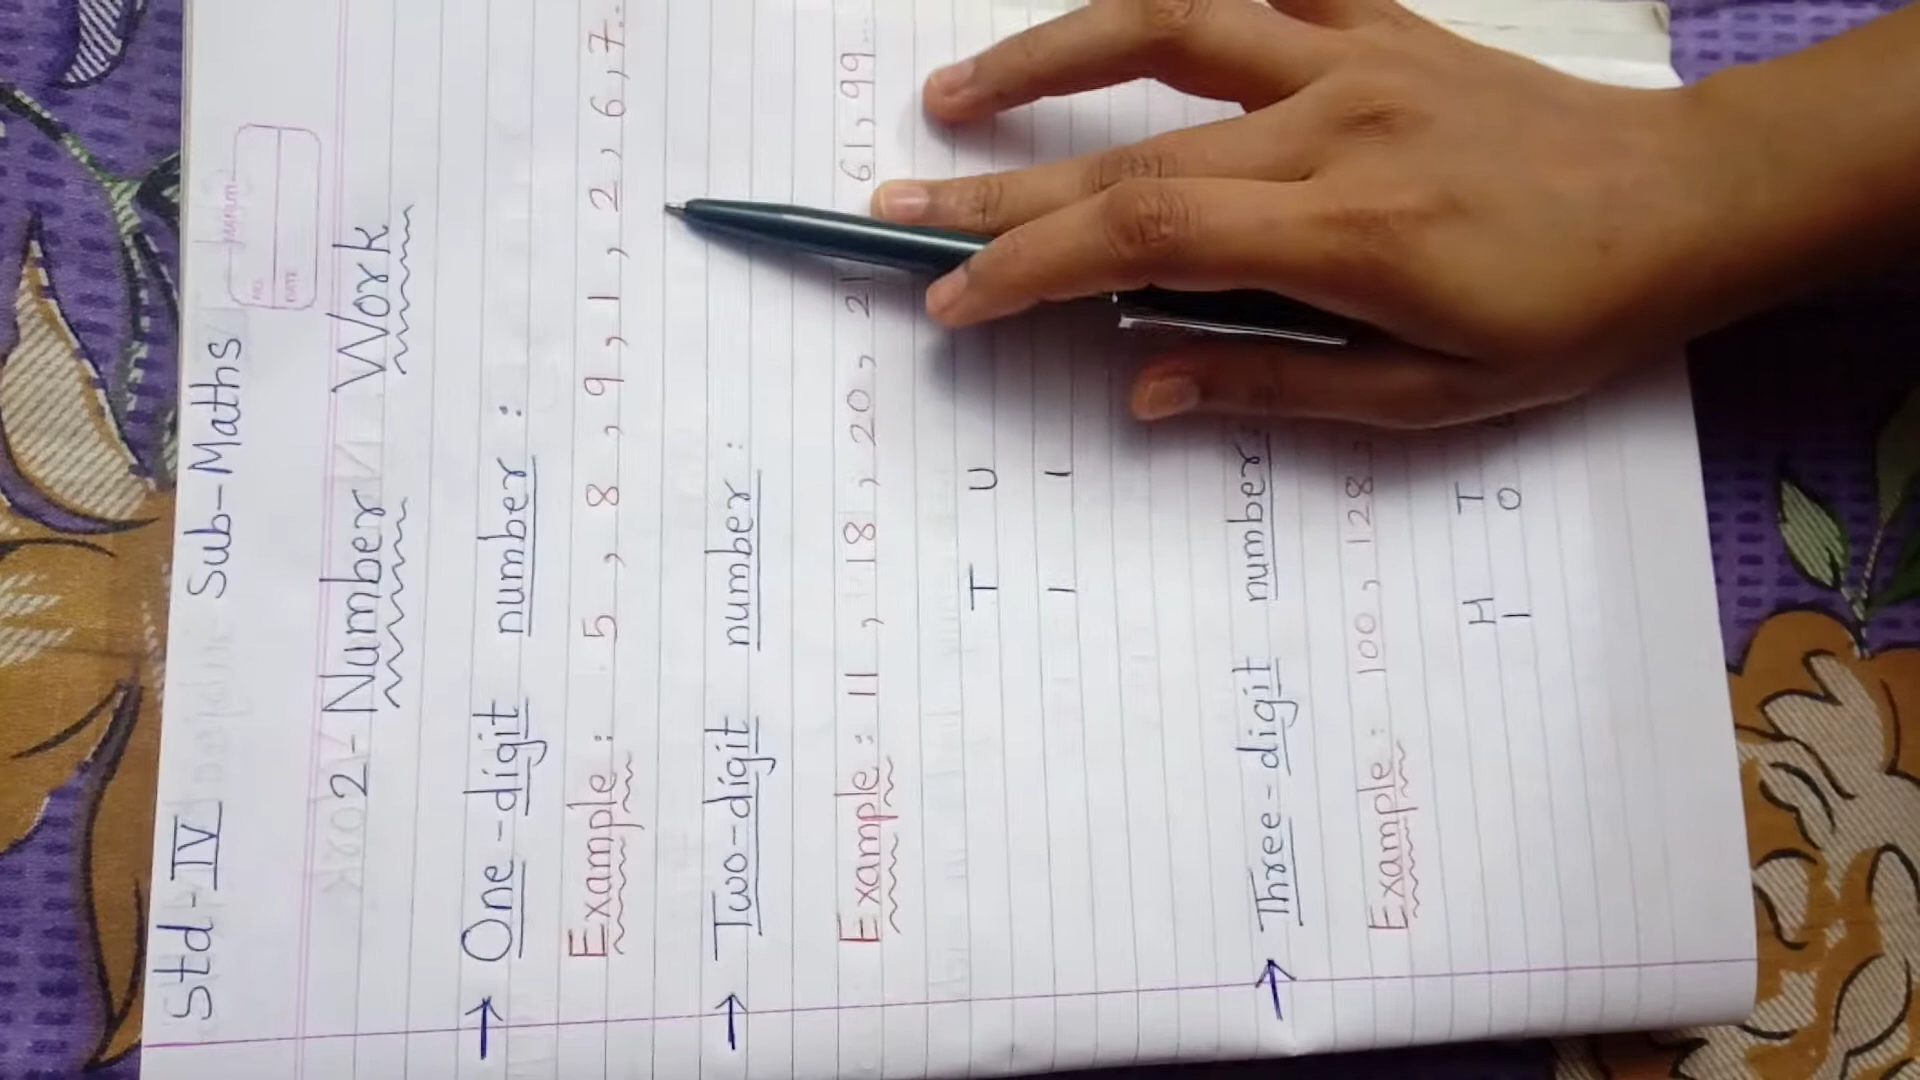 Std-IV Sub-Maths
2-Number Work
→ One-digit number:
Example: 5, 8, 9, 1, 2, 6, 7..
→ Two-digit number:
Example: 11, 18, 20, 21 61, 99...
T U
1 1
→ Three-digit number:
Example: 100, 128,
H T
1 0